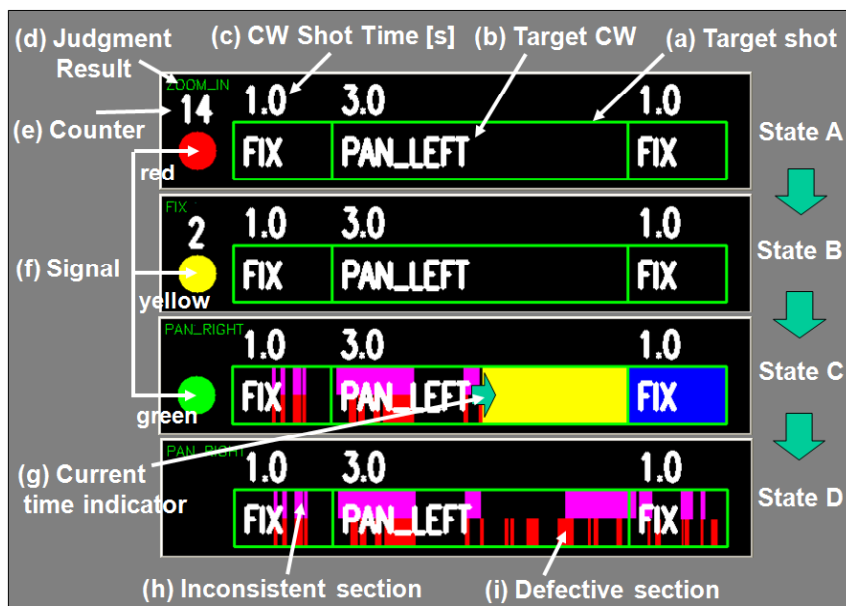 (d) Judgment
Result
(c) CW Shot Time [s]
(b) Target CW
(a) Target shot
ZOOM_IN
14
1.0
3.0
1.0
(e) Counter
FIX
PAN_LEFT
FIX
State A
red
FIX
2
1.0
3.0
1.0
(f) Signal
FIX
PAN_LEFT
FIX
State B
yellow
PAN_RIGHT
1.0
3.0
1.0
FIX
PAN_LEFT
FIX
State C
green
PAN_RIGHT
1.0
3.0
1.0
(g) Current
time indicator
FIX
PAN_LEFT
FIX
State D
(h) Inconsistent section
(i) Defective section